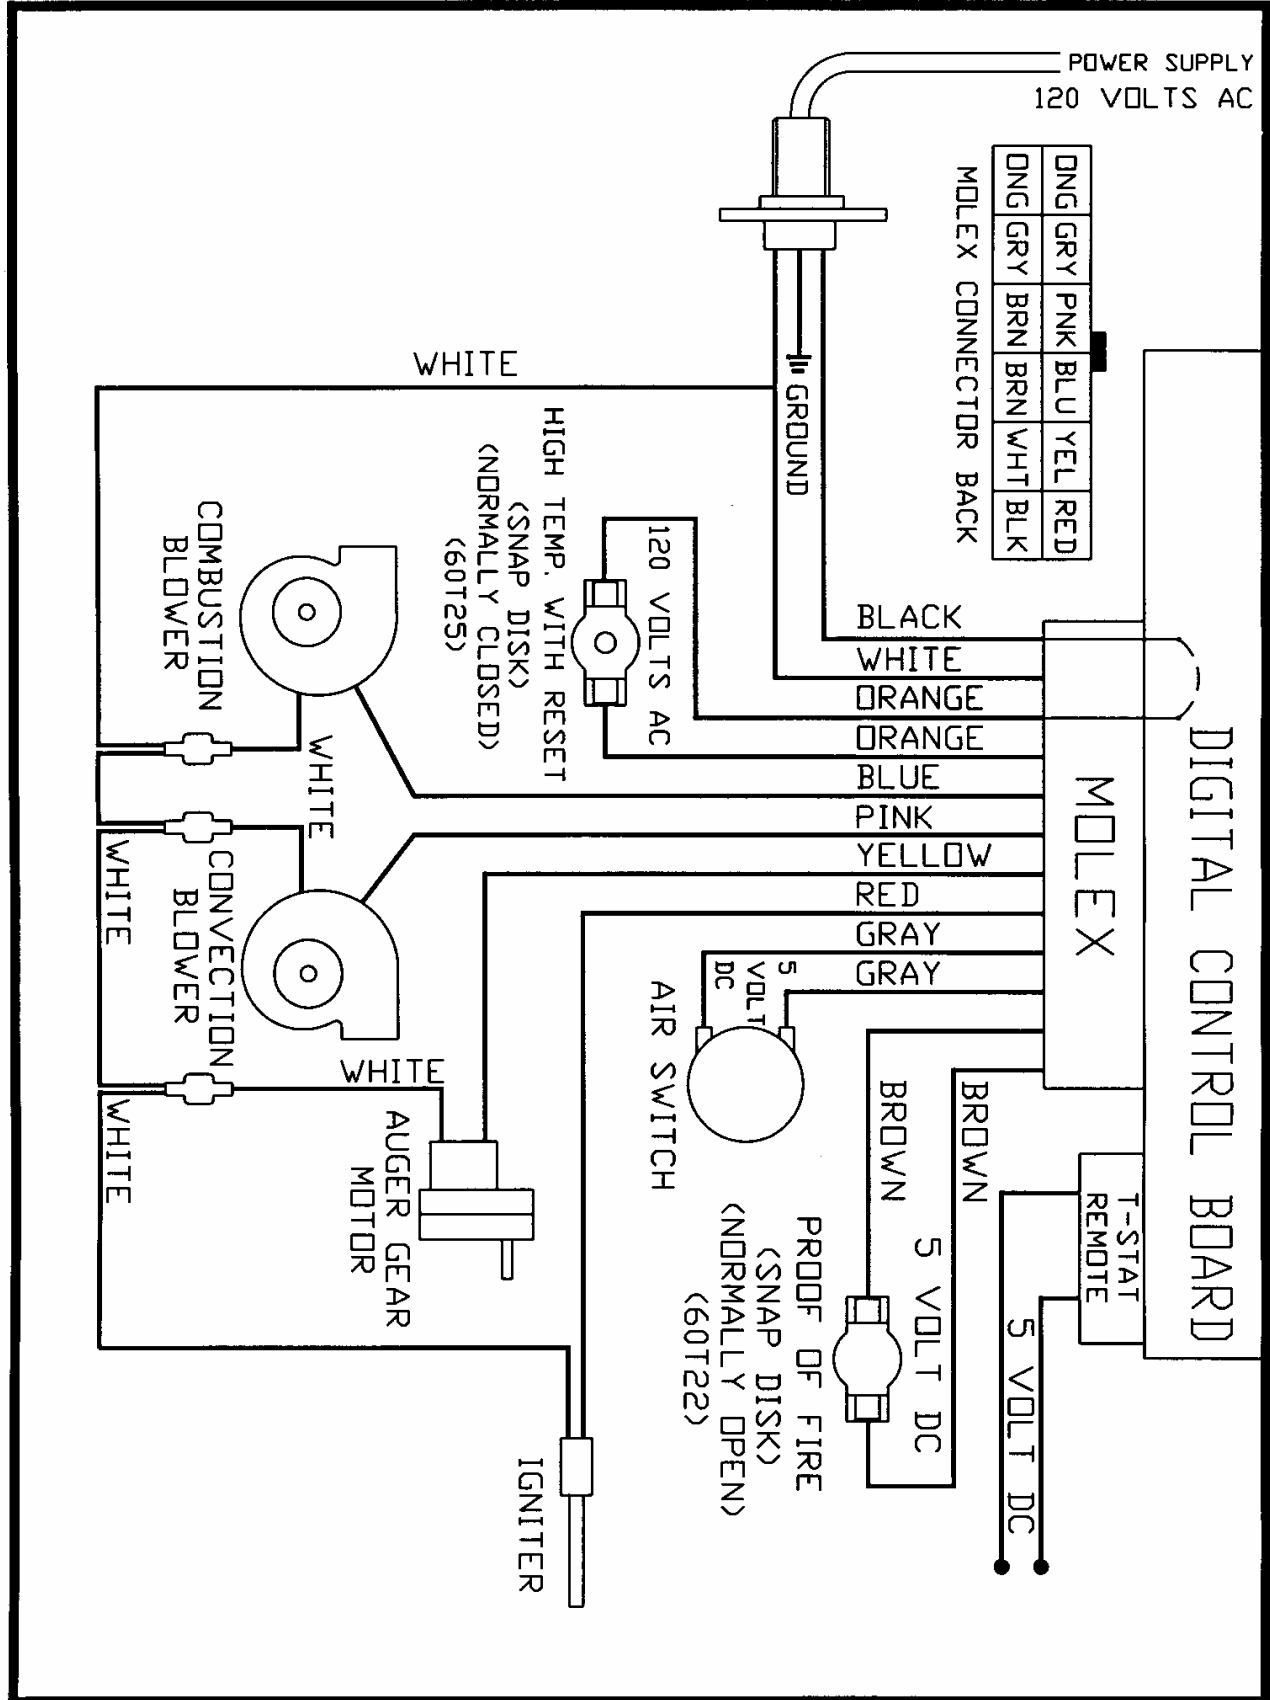 POWER SUPPLY
120 VOLTS AC
ONG GRY PNK BLU YEL RED
ONG GRY BRN BRN WHT BLK
MOLEX CONNECTOR BACK
GROUND
WHITE
HIGH TEMP. WITH RESET
(SNAP DISK)
(NORMALLY CLOSED)
(60T25)
120 VOLTS AC
COMBUSTION
BLOWER
BLACK
WHITE
ORANGE
ORANGE
BLUE
PINK
YELLOW
RED
GRAY
GRAY
MOLEX
DIGITAL CONTROL BOARD
WHITE
WHITE
CONVECTION
BLOWER
5
VOLT
DC
AIR SWITCH
BROWN
BROWN
WHITE
WHITE
AUGER GEAR
MOTOR
T-STAT
REMOTE
5 VOLT DC
5 VOLT DC
PROOF OF FIRE
(SNAP DISK)
(NORMALLY OPEN)
(60T22)
IGNITER